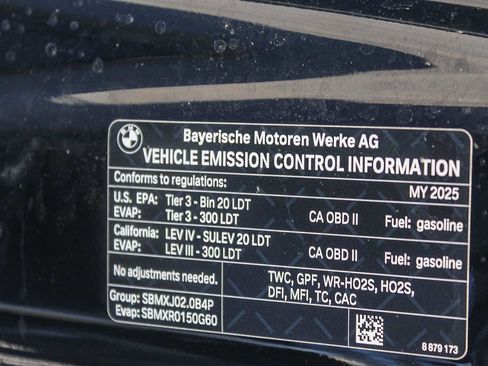 BMW
Bayerische Motoren Werke AG
VEHICLE EMISSION CONTROL INFORMATION
Conforms to regulations: MY 2025
U.S. EPA: Tier 3 - Bin 20 LDT
EVAP: Tier 3 - 300 LDT CA OBD II Fuel: gasoline
California: LEV IV - SULEV 20 LDT
EVAP: LEV III - 300 LDT CA OBD II Fuel: gasoline
No adjustments needed. TWC, GPF, WR-HO2S, HO2S,
DFI, MFI, TC, CAC
Group: SBMXJ02.0B4P
Evap: SBMXR0150G60
8 879 173